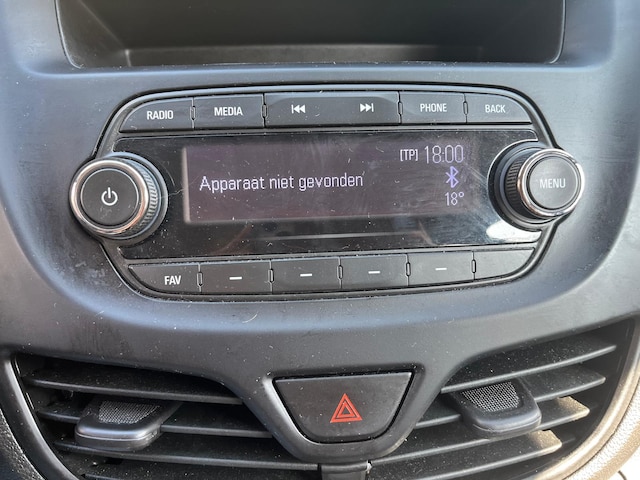 RADIO MEDIA PHONE BACK
[TP] 18:00
Apparaat niet gevonden
18°
MENU
FAV